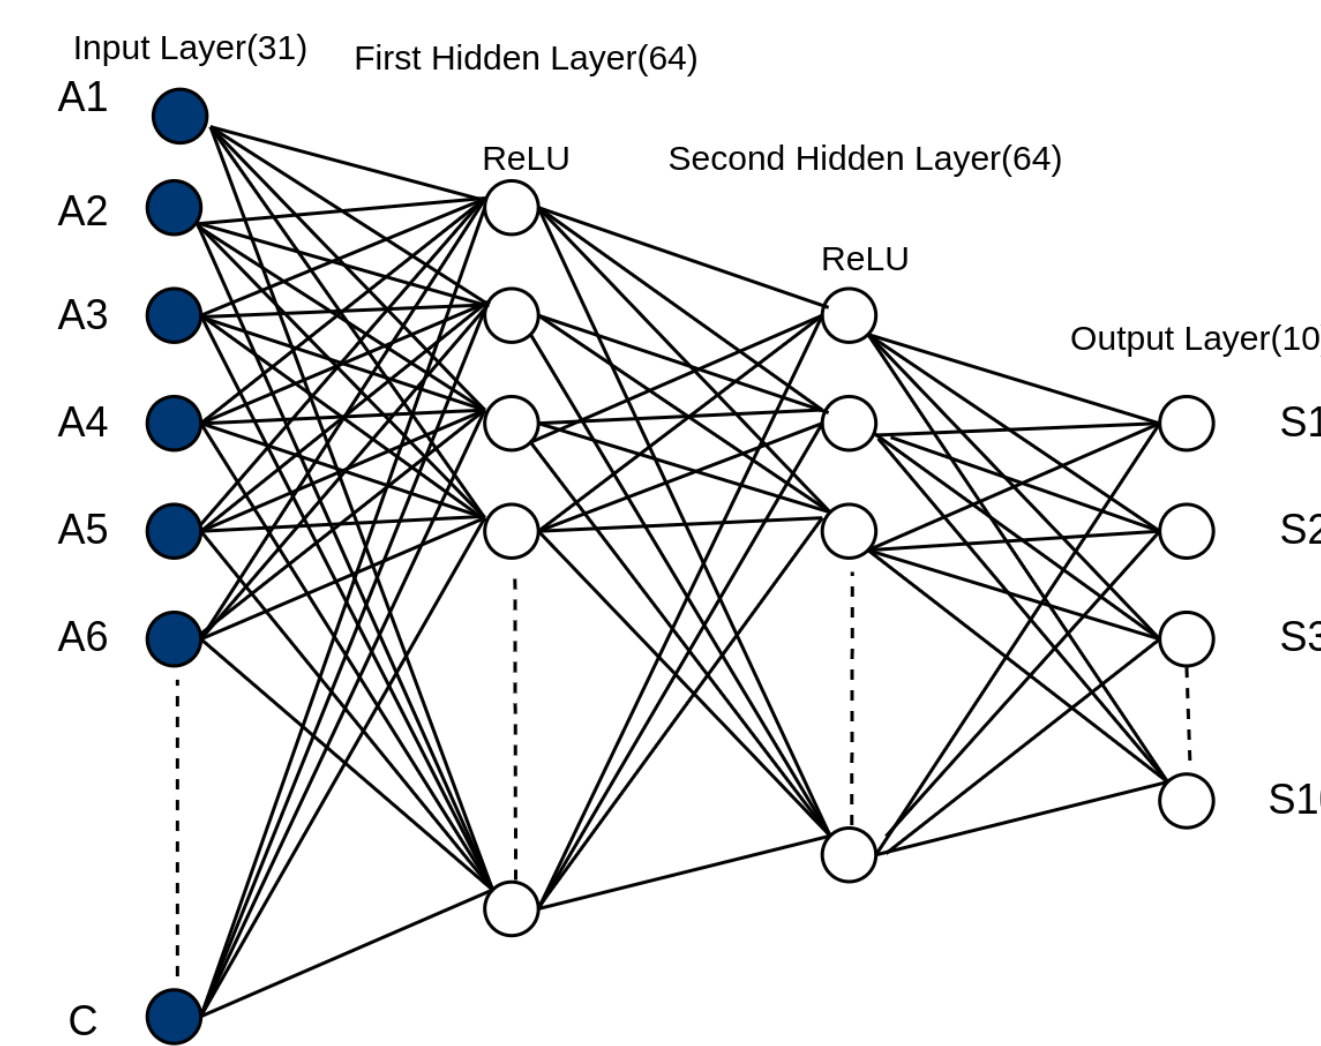 Input Layer(31)
First Hidden Layer(64)
A1
ReLU
Second Hidden Layer(64)
A2
ReLU
A3
Output Layer(10
A4
S1
A5
S2
A6
S3
S10
C